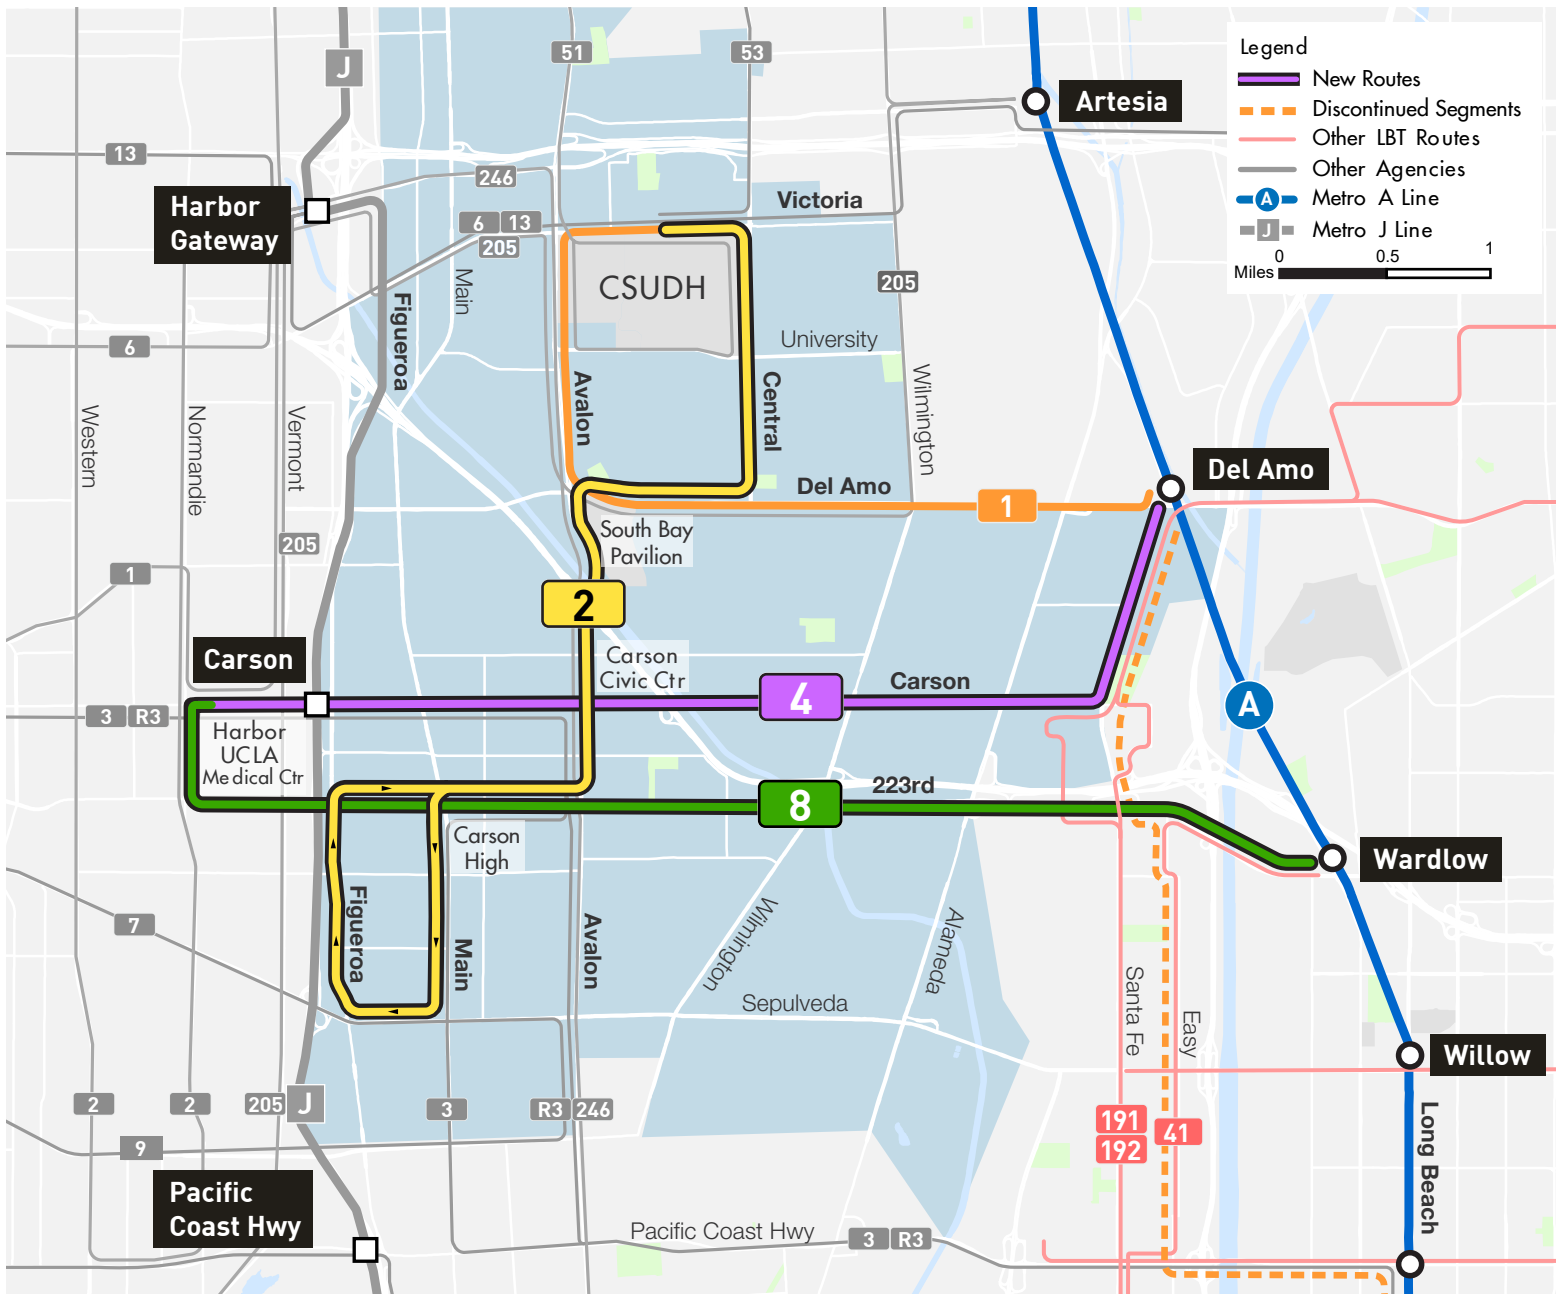 J
51
53
Artesia
Legend
New Routes
Discontinued Segments
Other LBT Routes
Other Agencies
A
Metro A Line
J
Metro J Line
0
0.5
1
Miles
13
246
Harbor
Gateway
6
13
205
Victoria
Main
CSUDH
205
Figueroa
6
University
Western
Normandie
Vermont
Avalon
Central
Wilmington
Del Amo
Del Amo
1
South Bay
Pavilion
205
1
2
Carson
Carson
Civic Ctr
3
R3
4
Carson
A
Harbor
UCLA
Medical Ctr
223rd
8
Carson
High
Wardlow
7
Figueroa
Main
Avalon
Wilmington
Alameda
Sepulveda
Santa Fe
Easy
Willow
2
2
205
J
3
R3
246
191
192
41
Long Beach
9
Pacific
Coast Hwy
Pacific Coast Hwy
3
R3